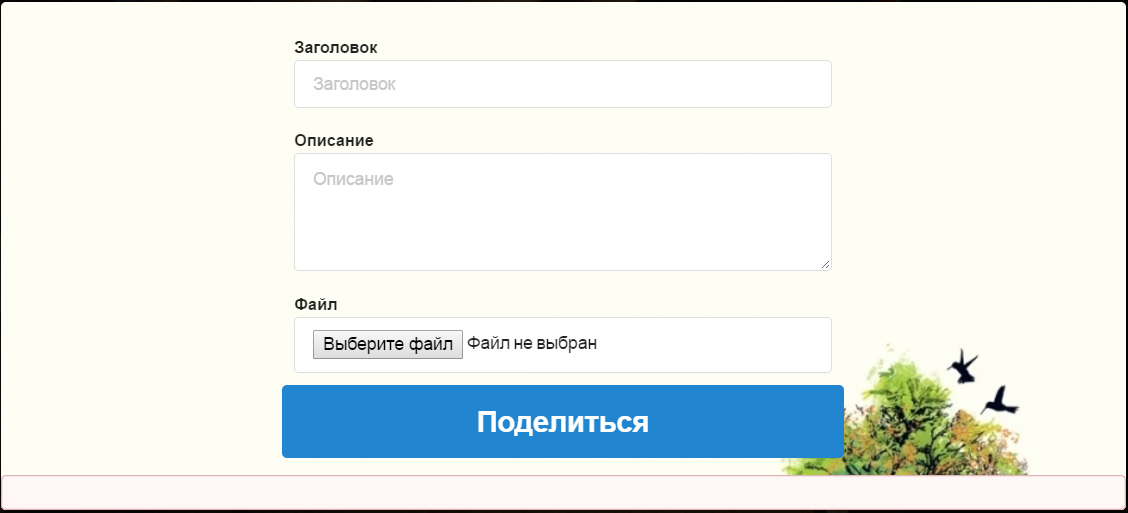 Заголовок
Заголовок
Описание
Описание
Файл
Выберите файл Файл не выбран
Поделиться